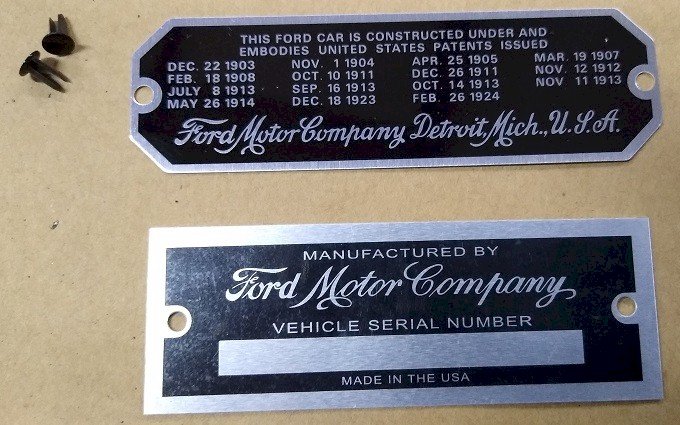 THIS FORD CAR IS CONSTRUCTED UNDER AND
EMBODIES UNITED STATES PATENTS ISSUED
DEC. 22 1903 NOV. 1 1904 APR. 25 1905 MAR. 19 1907
FEB. 18 1908 OCT. 10 1911 DEC. 26 1911 NOV. 12 1912
JULY 8 1913 SEP. 16 1913 OCT. 14 1913 NOV 11 1913
MAY 26 1914 DEC. 18 1923 FEB. 26 1924
Ford Motor Company, Detroit, Mich., U.S.A.
MANUFACTURED BY
Ford Motor Company
VEHICLE SERIAL NUMBER
MADE IN THE USA